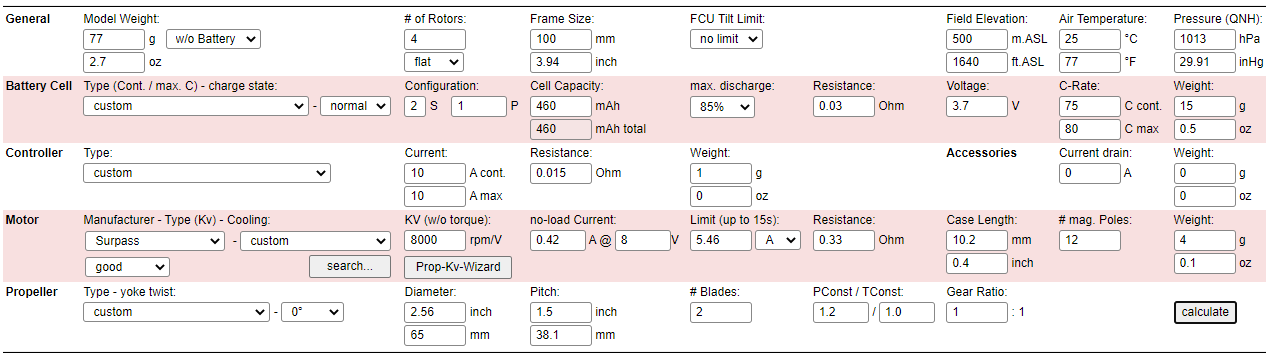 General Model Weight: # of Rotors: Frame Size: FCU Tilt Limit: Field Elevation: Air Temperature: Pressure (QNH):
77 g w/o Battery 4 100 mm no limit 500 m.ASL 25 °C 1013 hPa
2.7 oz flat 3.94 inch 1640 ft.ASL 77 °F 29.91 inHg
Battery Cell Type (Cont. / max. C) - charge state: Configuration: Cell Capacity: max. discharge: Resistance: Voltage: C-Rate: Weight:
custom - normal 2 S 1 P 460 mAh 85% 0.03 Ohm 3.7 V 75 C cont. 15 g
460 mAh total 80 C max 0.5 oz
Controller Type: Current: Resistance: Weight: Accessories Current drain: Weight:
custom 10 A cont. 0.015 Ohm 1 g 0 A 0 g
10 A max 0 oz 0 oz
Motor Manufacturer - Type (Kv) - Cooling: KV (w/o torque): no-load Current: Limit (up to 15s): Resistance: Case Length: # mag. Poles: Weight:
Surpass - custom 8000 rpm/V 0.42 A @ 8 V 5.46 A 0.33 Ohm 10.2 mm 12 4 g
good search... Prop-Kv-Wizard 0.4 inch 0.1 oz
Propeller Type - yoke twist: Diameter: Pitch: # Blades: PConst / TConst: Gear Ratio:
custom - 0° 2.56 inch 1.5 inch 2 1.2 / 1.0 1 : 1 calculate
65 mm 38.1 mm